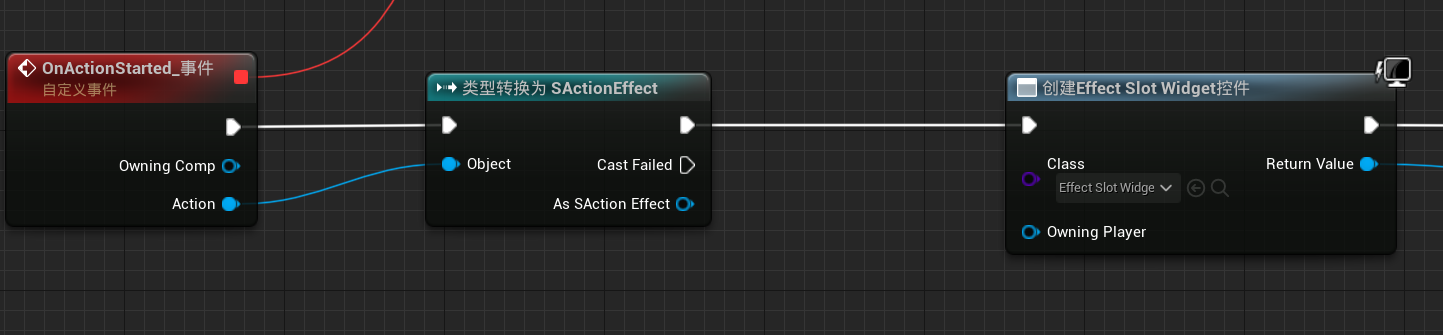 OnActionStarted_事件
自定义事件
Owning Comp
Action
类型转换为 SActionEffect
Object
Cast Failed
As SAction Effect
创建Effect Slot Widget控件
Class
Return Value
Effect Slot Widge
Owning Player